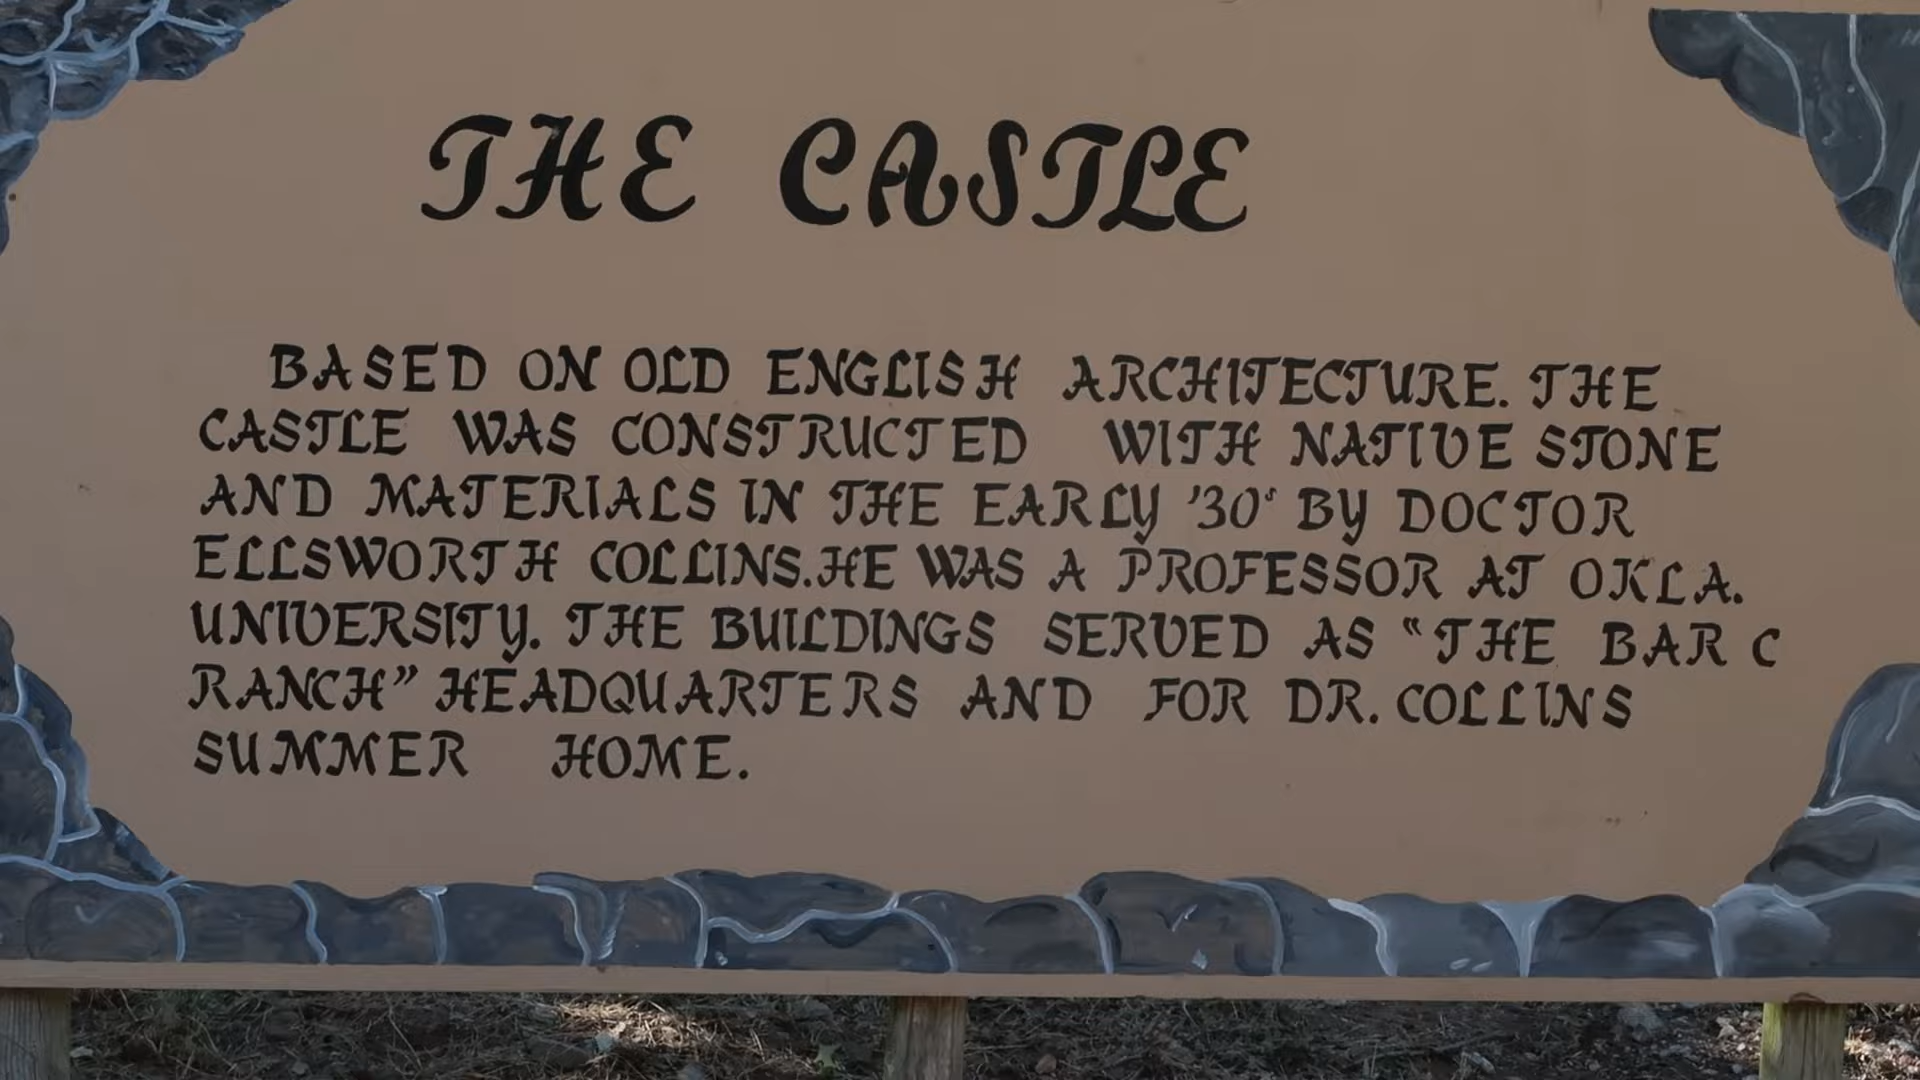 THE CASTLE
BASED ON OLD ENGLISH ARCHITECTURE. THE
CASTLE WAS CONSTRUCTED WITH NATIVE STONE
AND MATERIALS IN THE EARLY '30s BY DOCTOR
ELLSWORTH COLLINS.HE WAS A PROFESSOR AT OKLA.
UNIVERSITY. THE BUILDINGS SERVED AS “THE BAR C
RANCH” HEADQUARTERS AND FOR DR. COLLINS
SUMMER HOME.